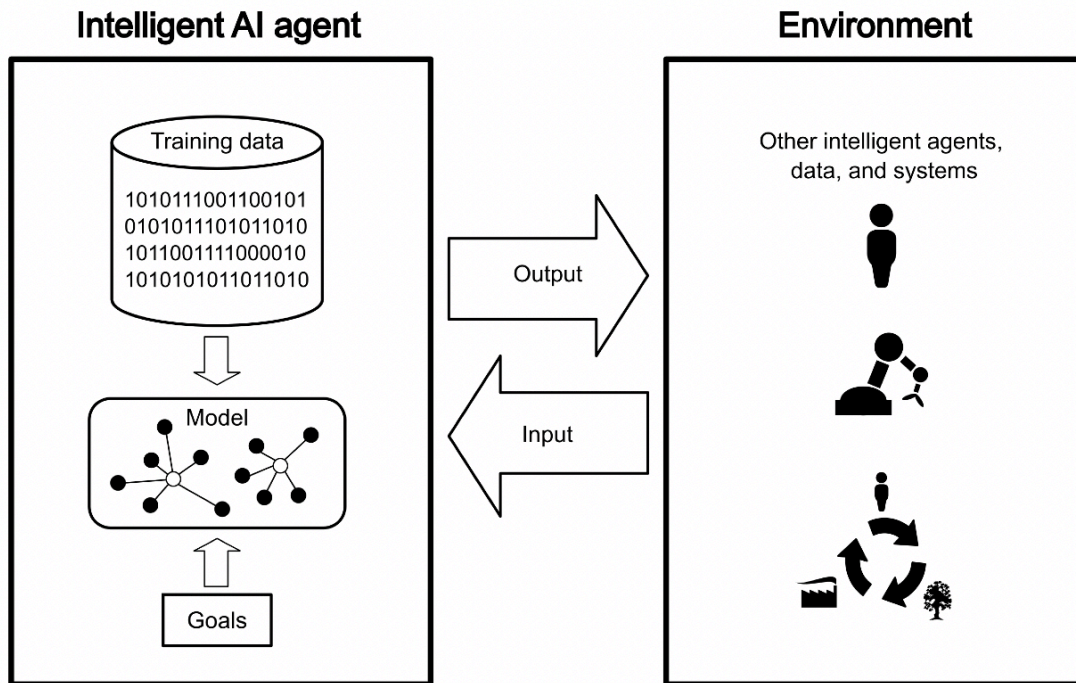 Intelligent AI agent
Environment
Training data
1010111001100101
0101011101011010
1011001111000010
1010101011011010
Model
Goals
Output
Input
Other intelligent agents,
data, and systems